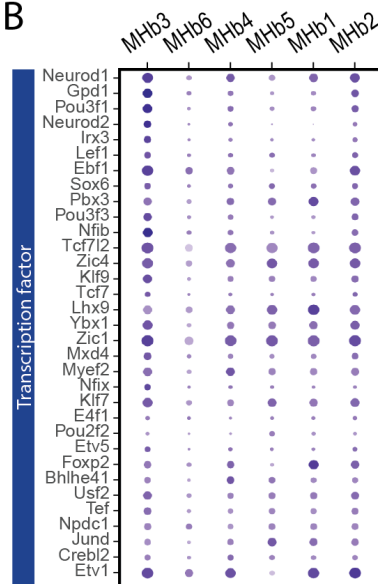 B
MHb3 MHb6 MHb4 MHb5 MHb1 MHb2
Transcription factor
Neurod1
Gpd1
Pou3f1
Neurod2
Irx3
Lef1
Ebf1
Sox6
Pbx3
Pou3f3
Nfib
Tcf7l2
Zic4
Klf9
Tcf7
Lhx9
Ybx1
Zic1
Mxd4
Myef2
Nfix
Klf7
E4f1
Pou2f2
Etv5
Foxp2
Bhlhe41
Usf2
Tef
Npdc1
Jund
Crebl2
Etv1